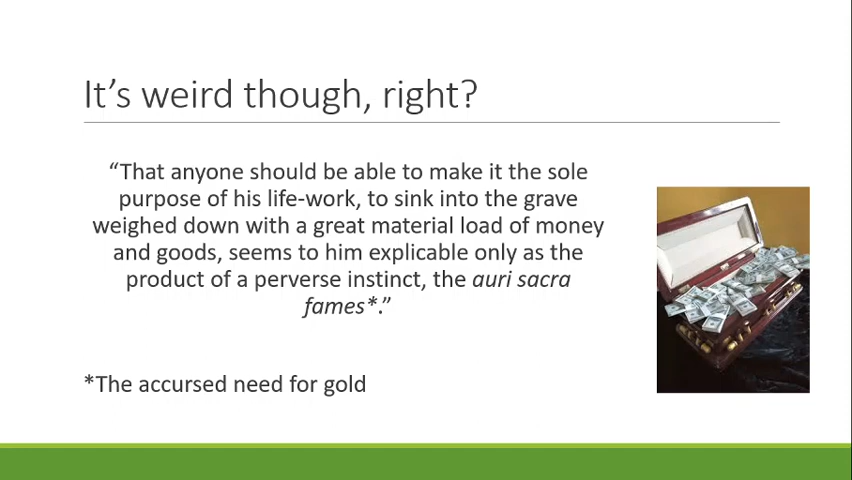 It’s weird though, right?
“That anyone should be able to make it the sole
purpose of his life-work, to sink into the grave
weighed down with a great material load of money
and goods, seems to him explicable only as the
product of a perverse instinct, the auri sacra
fames*.”
*The accursed need for gold